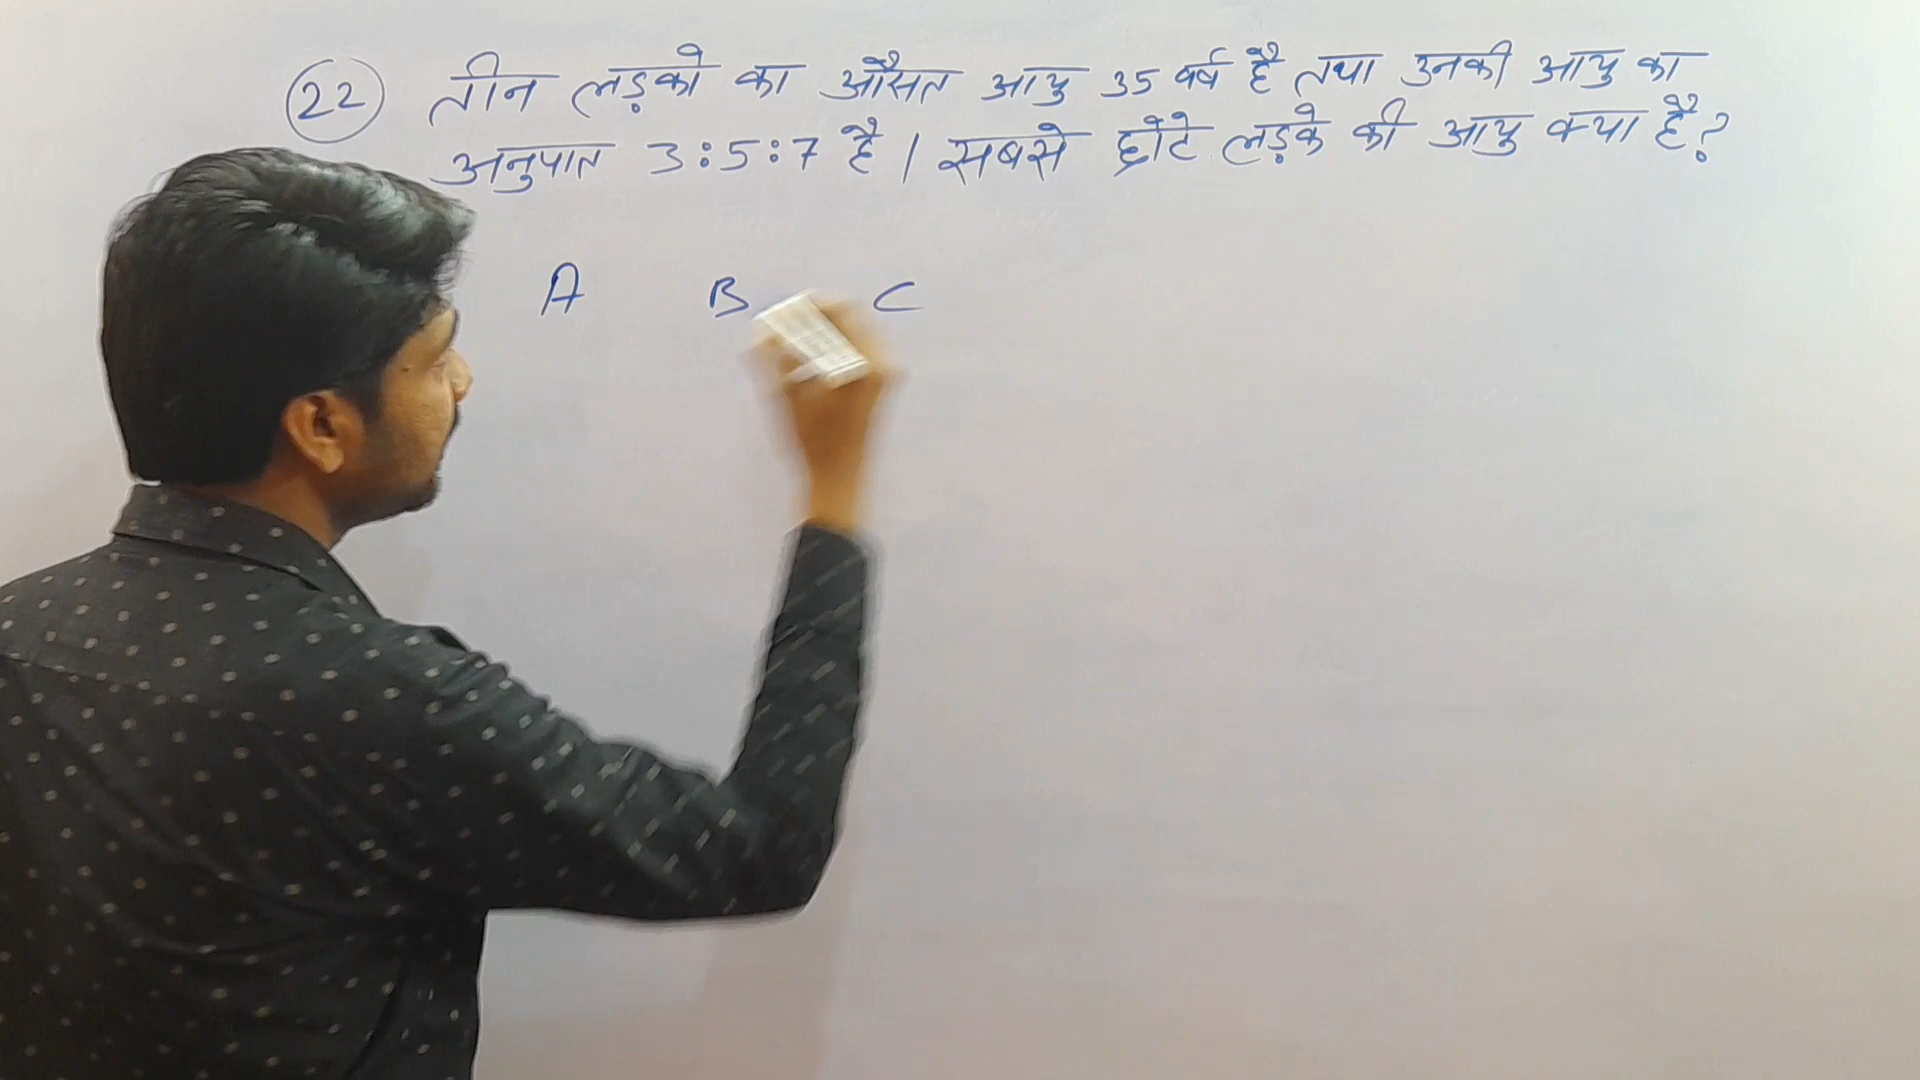 (22) तीन लड़को का औसत आयु 35 वर्ष है तथा उनकी आयु का
अनुपात 3:5:7 है। सबसे छोटे लड़के की आयु क्या है?
A B C